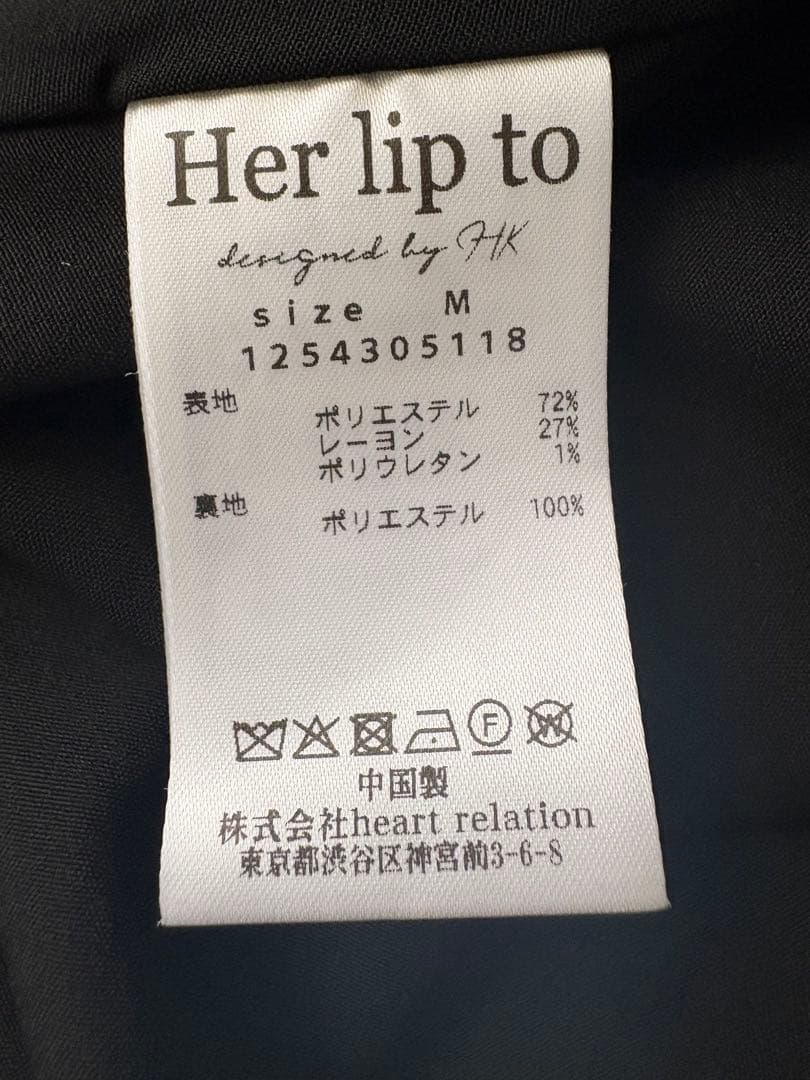 Her lip to
designed by HK
size M
1254305118
表地 ポリエステル 72%
レーヨン 27%
ポリウレタン 1%
裏地 ポリエステル 100%
F W
中国製
株式会社heart relation
東京都渋谷区神宮前3-6-8